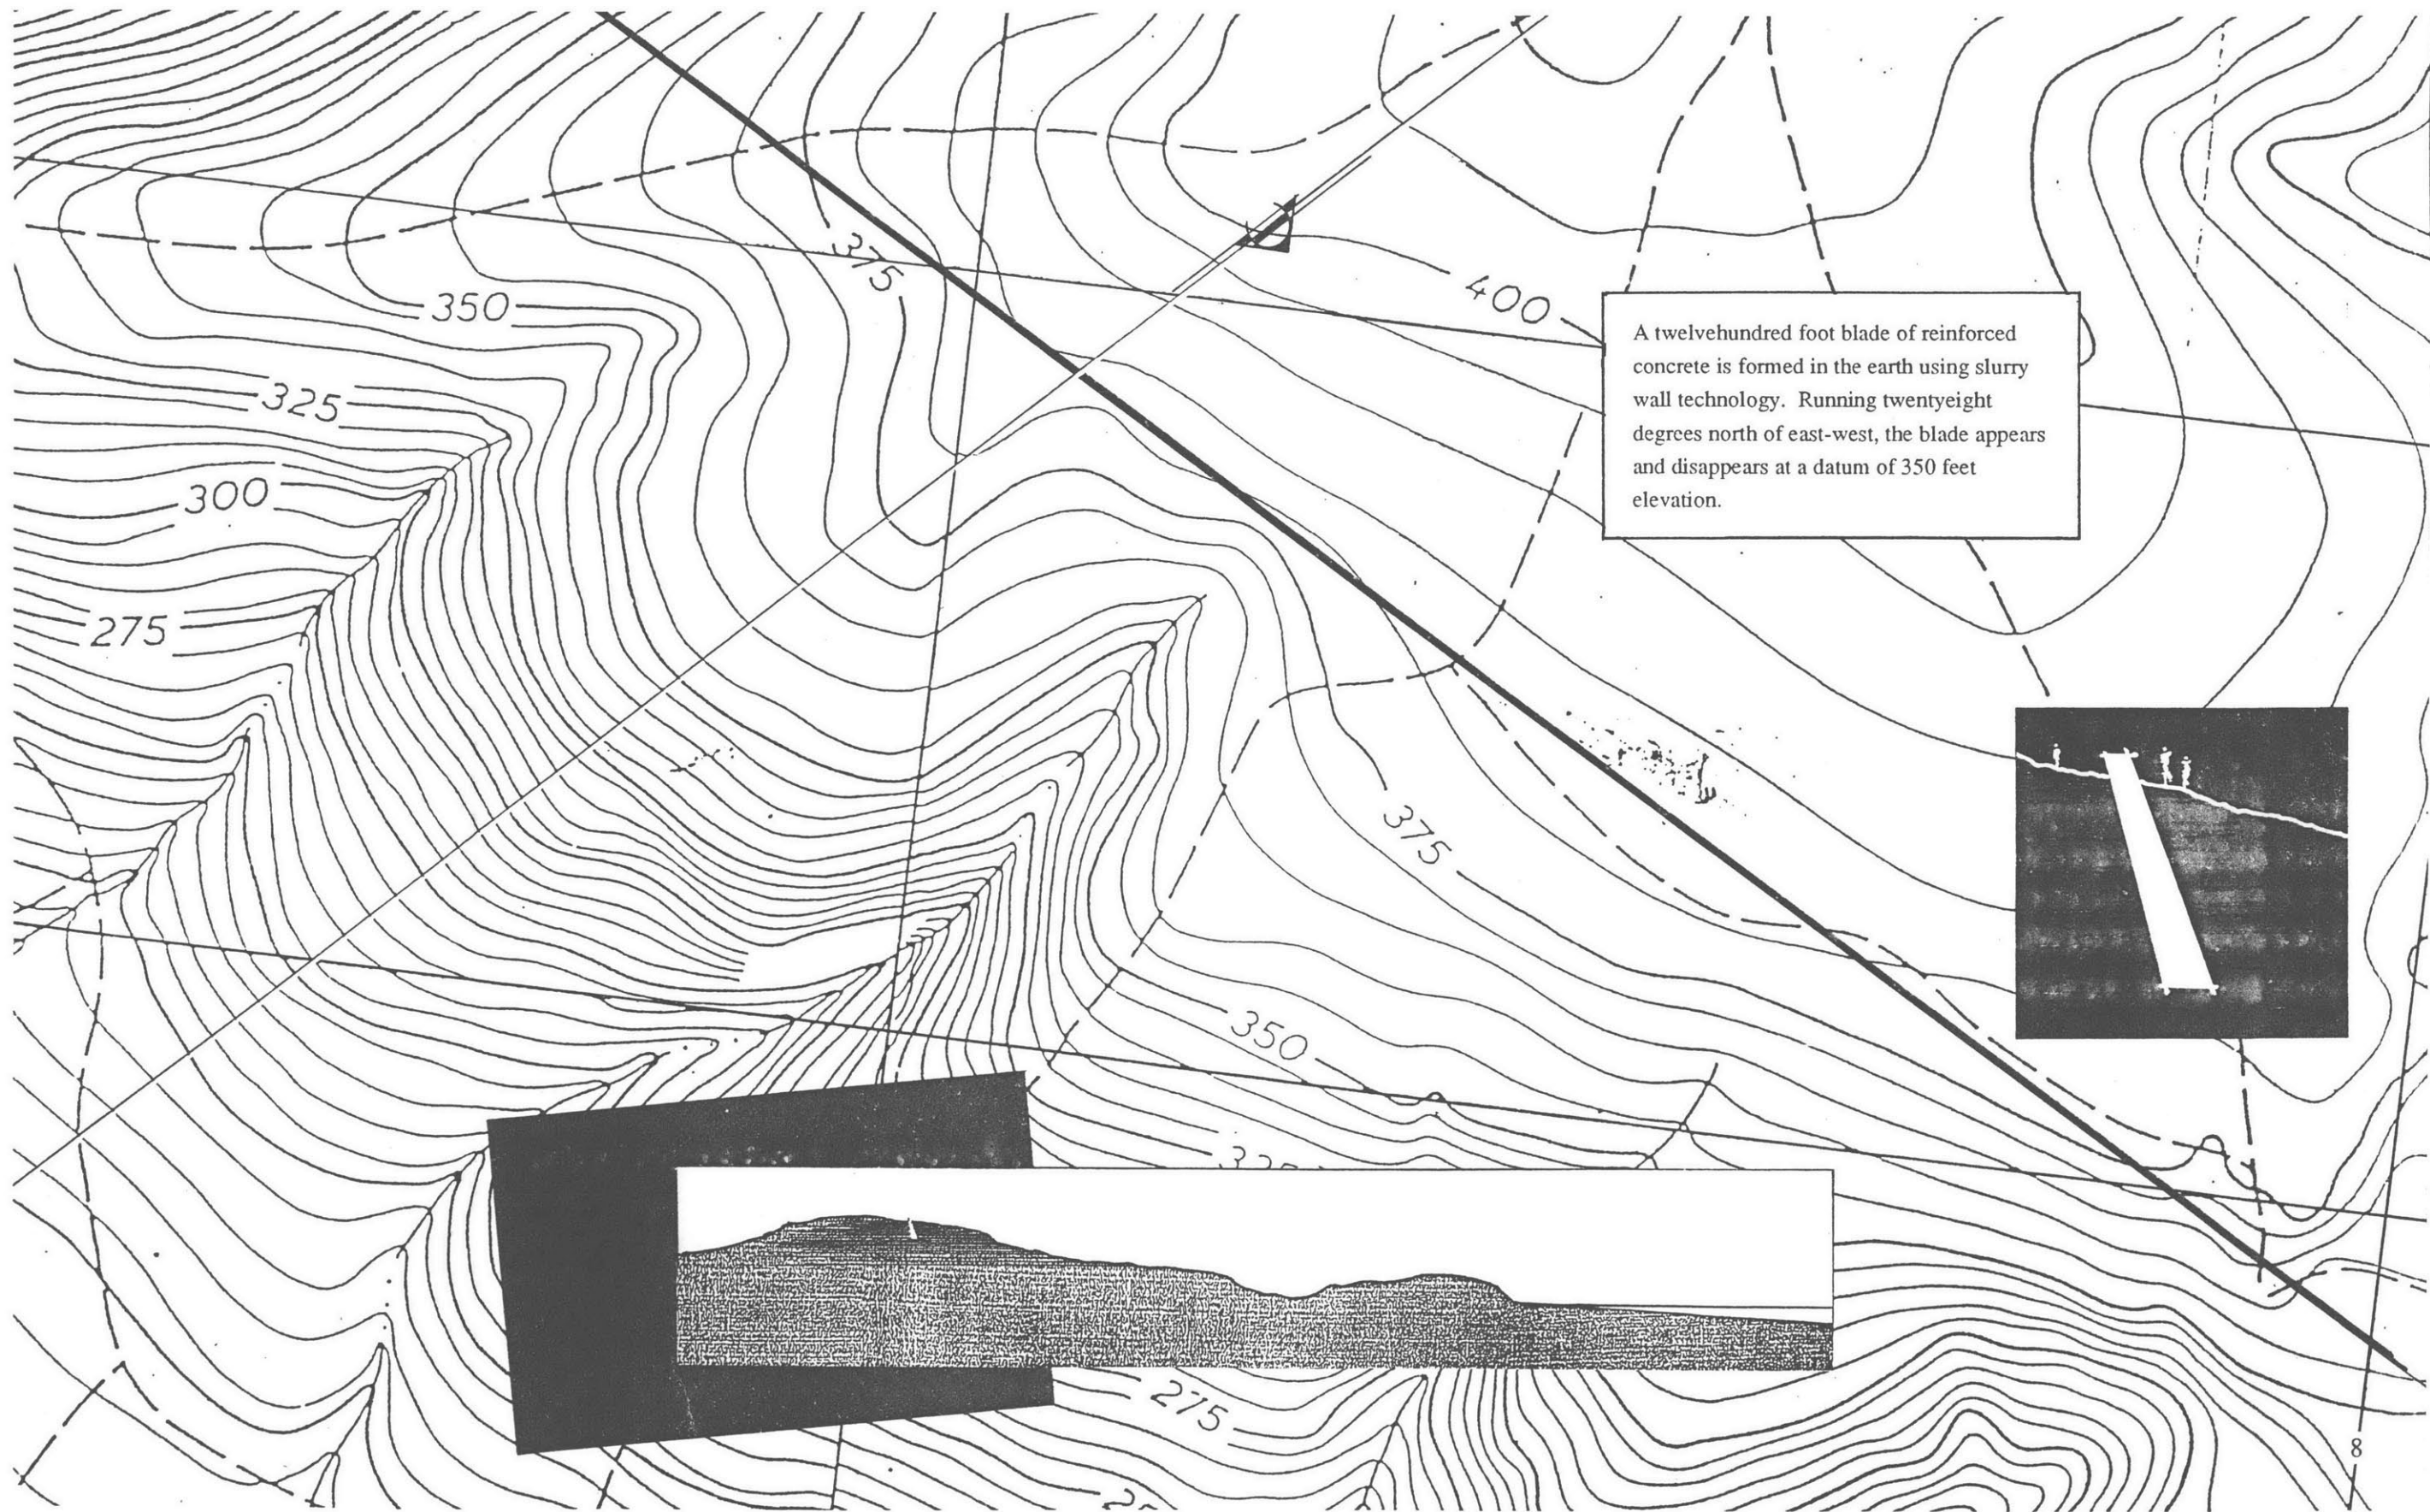 375
400
350
A twelvehundred foot blade of reinforced
concrete is formed in the earth using slurry
wall technology.  Running twentyeight
degrees north of east-west, the blade appears
and disappears at a datum of 350 feet
elevation.
325
300
275
375
350
275
8